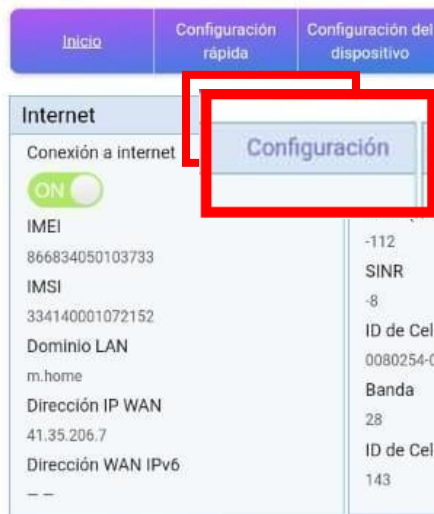 Inicio
Configuración
rápida
Configuración del
dispositivo
Internet
Conexión a internet
Configuración
ON
IMEI
866834050103733
IMSI
334140001072152
Dominio LAN
m.home
Dirección IP WAN
41.35.206.7
Dirección WAN IPv6
– –
-112
SINR
-8
ID de Cel
0080254-0
Banda
28
ID de Cel
143